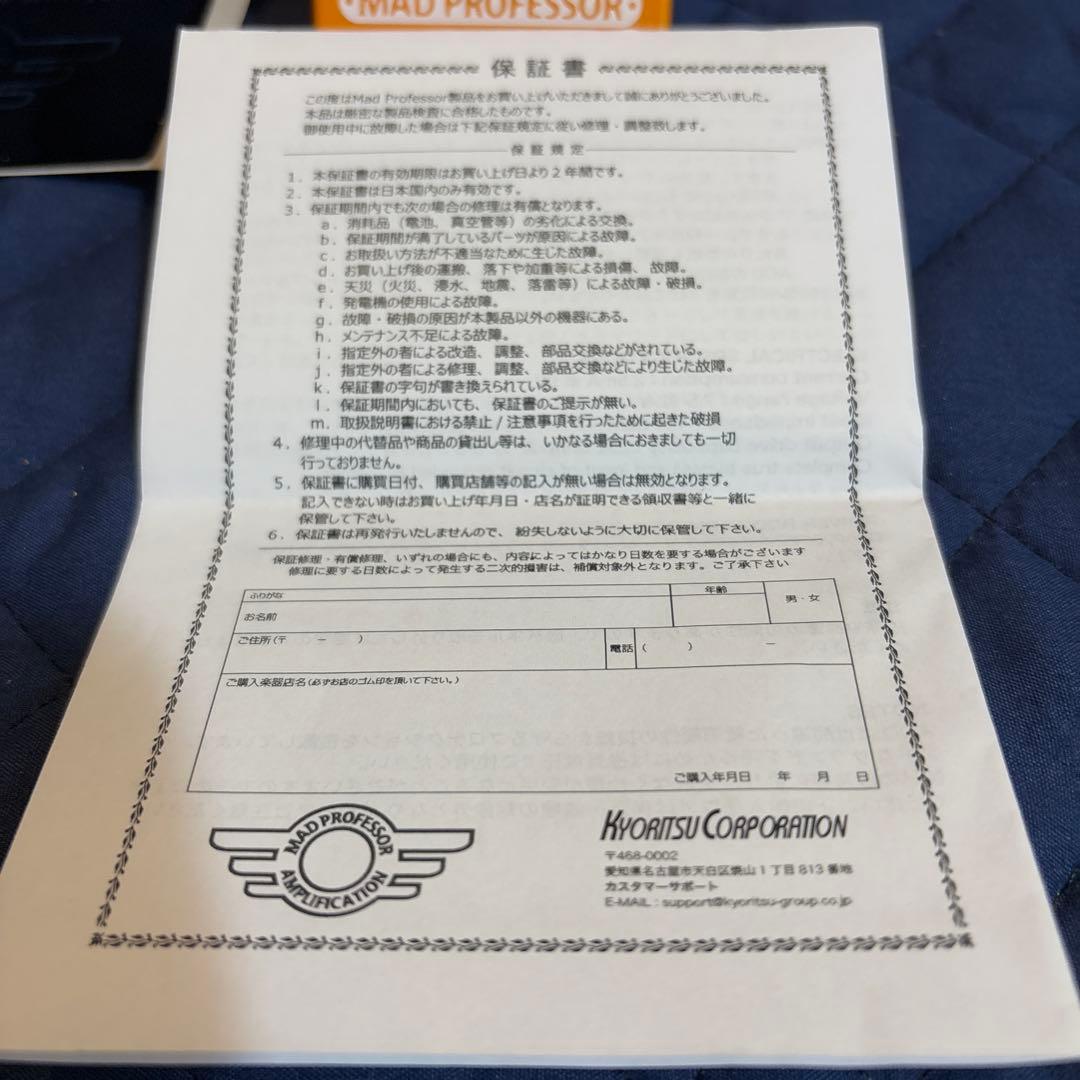 ・MAD PROFESSOR・
保証書
この度はMad Professor製品をお買い上げいただきまして誠にありがとうございました。
本品は厳密な製品検査に合格したものです。
御使用中に故障した場合は下記保証規定に従い修理・調整致します。
保証規定
1. 本保証書の有効期限はお買い上げ日より2年間です。
2. 本保証書は日本国内のみ有効です。
3. 保証期間内でも次の場合の修理は有償となります。
a. 消耗品（電池、真空管等）の劣化による交換。
b. 保証期間が満了しているパーツが原因による故障。
c. お取扱い方法が不適当なために生じた故障。
d. お買い上げ後の運搬、落下や加重等による損傷、故障。
e. 天災（火災、浸水、地震、落雷等）による故障・破損。
f. 発電機の使用による故障。
g. 故障・破損の原因が本製品以外の機器にある。
h. メンテナンス不足による故障。
i. 指定外の者による改造、調整、部品交換などがされている。
j. 指定外の者による修理、調整、部品交換などにより生じた故障。
k. 保証書の字句が書き換えられている。
l. 保証期間内においても、保証書のご提示が無い。
m. 取扱説明書における禁止/注意事項を行ったために起きた破損
4. 修理中の代替品や商品の貸出し等は、いかなる場合におきましても一切
行っておりません。
5. 保証書に購買日付、購買店舗等の記入が無い場合は無効となります。
記入できない時はお買い上げ年月日・店名が証明できる領収書等と一緒に
保管して下さい。
6. 保証書は再発行いたしませんので、紛失しないように大切に保管して下さい。
保証修理・有償修理、いずれの場合にも、内容によってはかなり日数を要する場合がございます
修理に要する日数によって発生する二次的損害は、補償対象外となります。ご了承下さい
ふりがな 年齢 男・女
お名前
ご住所(〒 － ) 電話 ( ) －
ご購入楽器店名(必ずお店のゴム印を頂いて下さい。)
ご購入年月日 年 月 日
MAD PROFESSOR
AMPLIFICATION
KYORITSU CORPORATION
〒468-0002
愛知県名古屋市天白区焼山1丁目813番地
カスタマーサポート
E-MAIL : support@kyoritsu-group.co.jp